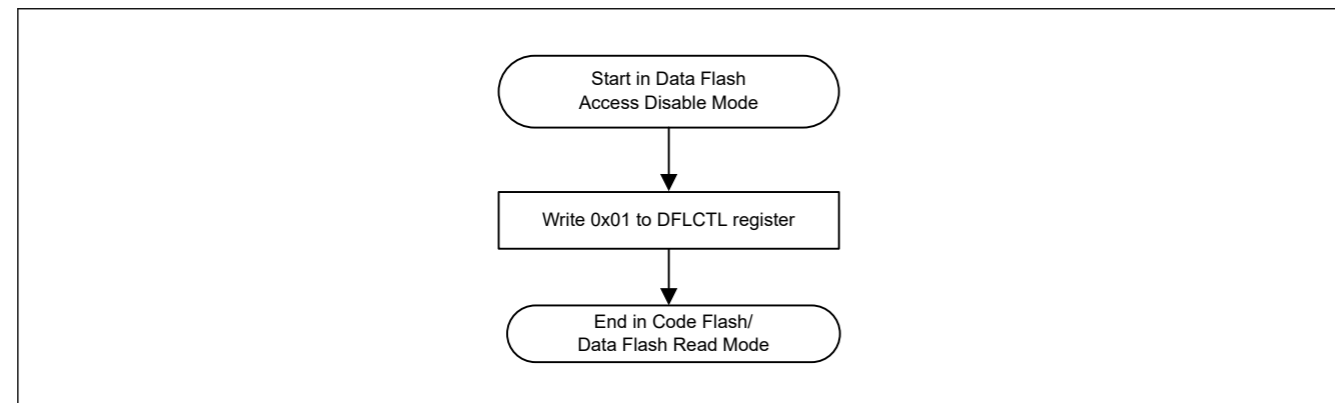 Start in Data Flash
Access Disable Mode
Write 0x01 to DFLCTL register
End in Code Flash/
Data Flash Read Mode